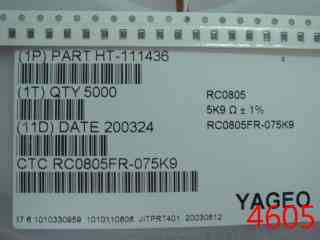 (1P) PART HT-111436
(1T) QTY 5000
RC0805
5K9 Ω ± 1%
(11D) DATE 200324
RC0805FR-075K9
CTC RC0805FR-075K9
YAGEO
4605